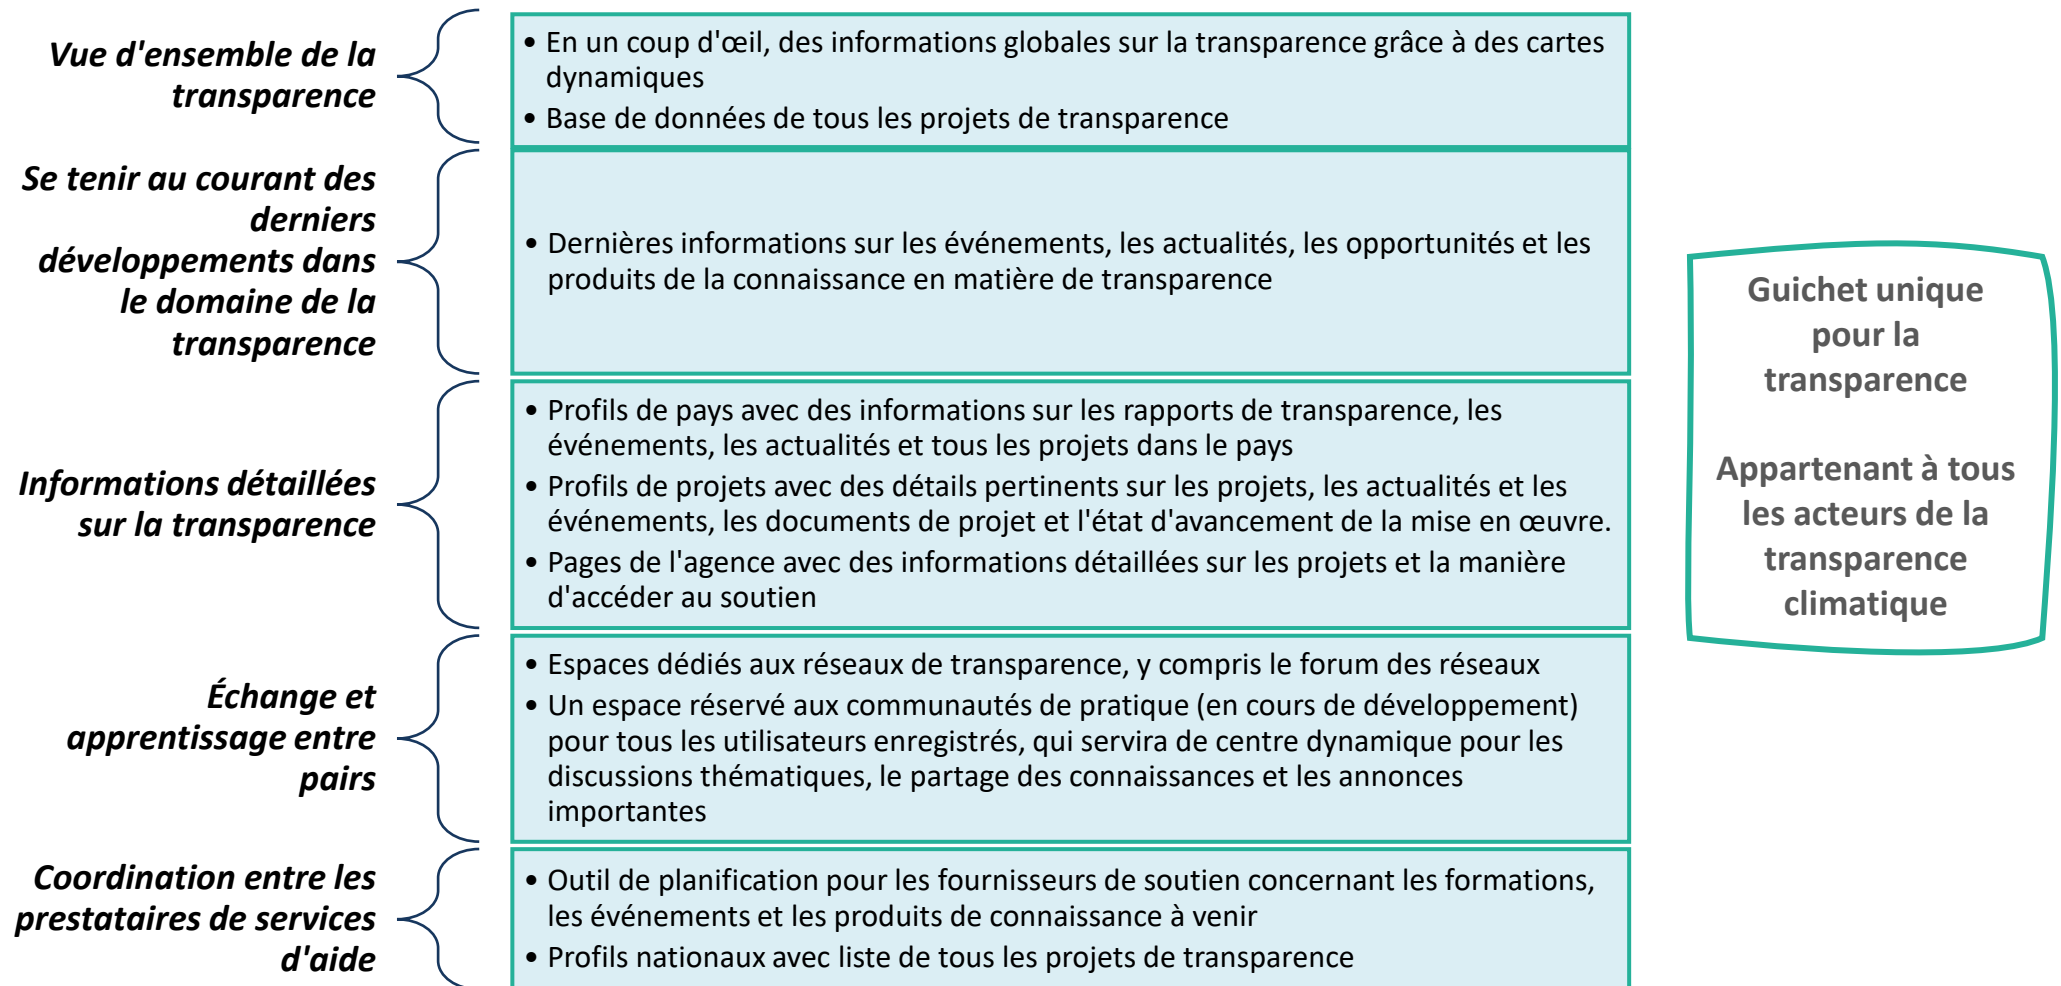 Vue d'ensemble de la
transparence
• En un coup d'œil, des informations globales sur la transparence grâce à des cartes
dynamiques
• Base de données de tous les projets de transparence
Se tenir au courant des
derniers
développements dans
le domaine de la
transparence
• Dernières informations sur les événements, les actualités, les opportunités et les
produits de la connaissance en matière de transparence
Informations détaillées
sur la transparence
• Profils de pays avec des informations sur les rapports de transparence, les
événements, les actualités et tous les projets dans le pays
• Profils de projets avec des détails pertinents sur les projets, les actualités et les
événements, les documents de projet et l'état d'avancement de la mise en œuvre.
• Pages de l'agence avec des informations détaillées sur les projets et la manière
d'accéder au soutien
Échange et
apprentissage entre
pairs
• Espaces dédiés aux réseaux de transparence, y compris le forum des réseaux
• Un espace réservé aux communautés de pratique (en cours de développement)
pour tous les utilisateurs enregistrés, qui servira de centre dynamique pour les
discussions thématiques, le partage des connaissances et les annonces
importantes
Coordination entre les
prestataires de services
d'aide
• Outil de planification pour les fournisseurs de soutien concernant les formations,
les événements et les produits de connaissance à venir
• Profils nationaux avec liste de tous les projets de transparence
Guichet unique
pour la
transparence
Appartenant à tous
les acteurs de la
transparence
climatique